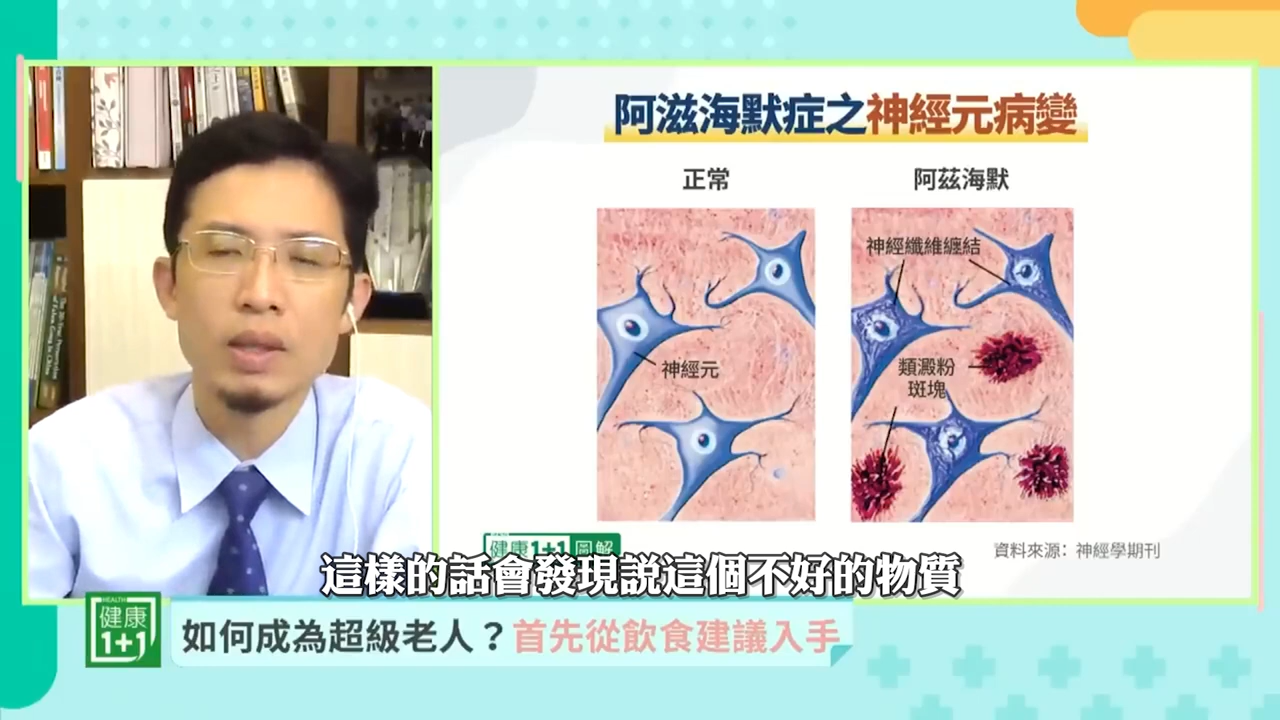 阿滋海默症之神經元病變
正常
阿茲海默
神經纖維纏結
神經元
類澱粉
斑塊
資料來源：神經學期刊
健康1+1圖解
這樣的話會發現説這個不好的物質
HEALTH
健康
1+1
如何成為超級老人？首先從飲食建議入手